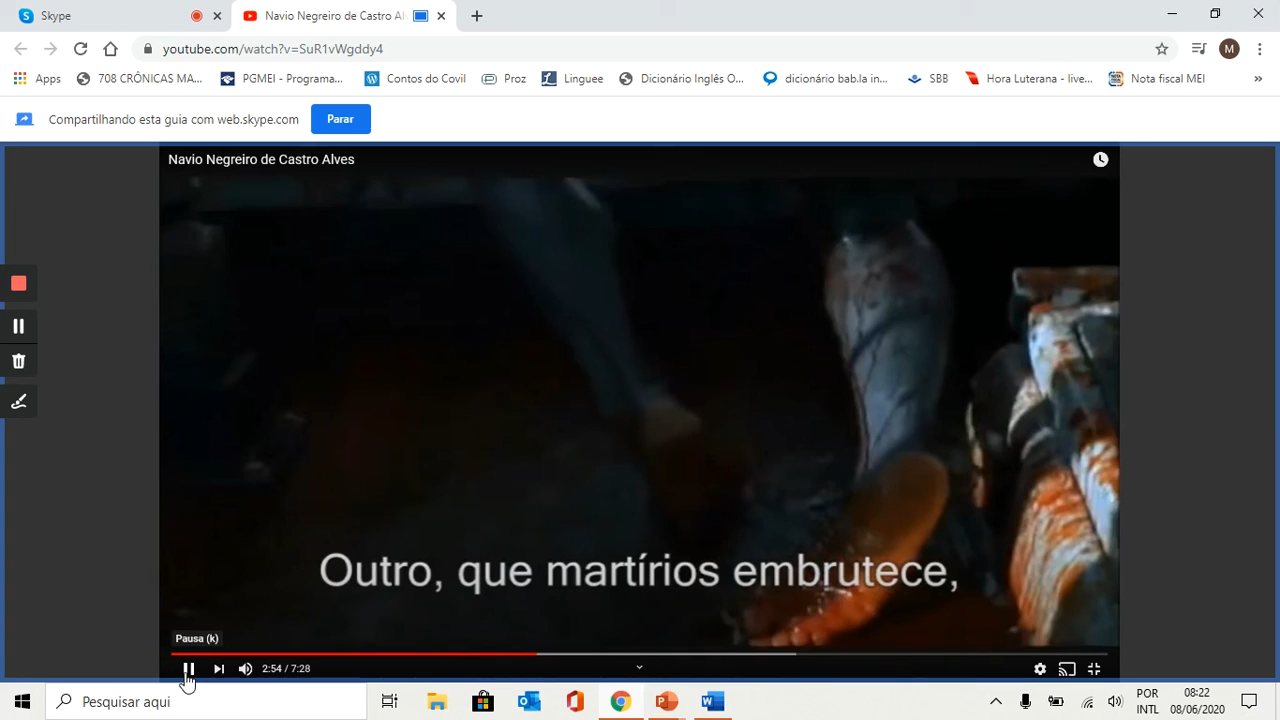 Skype
Navio Negreiro de Castro Al
youtube.com/watch?v=SuR1vWgddy4
M
Apps
708 CRÔNICAS MA...
PGMEI - Programa...
Contos do Covil
Proz
Linguee
Dicionário Inglês O...
dicionário bab.la in...
SBB
Hora Luterana - live...
Nota fiscal MEI
»
Compartilhando esta guia com web.skype.com
Parar
Navio Negreiro de Castro Alves
Outro, que martírios embrutece,
Pausa (k)
2:54 / 7:28
Pesquisar aqui
POR
INTL
08:22
08/06/2020